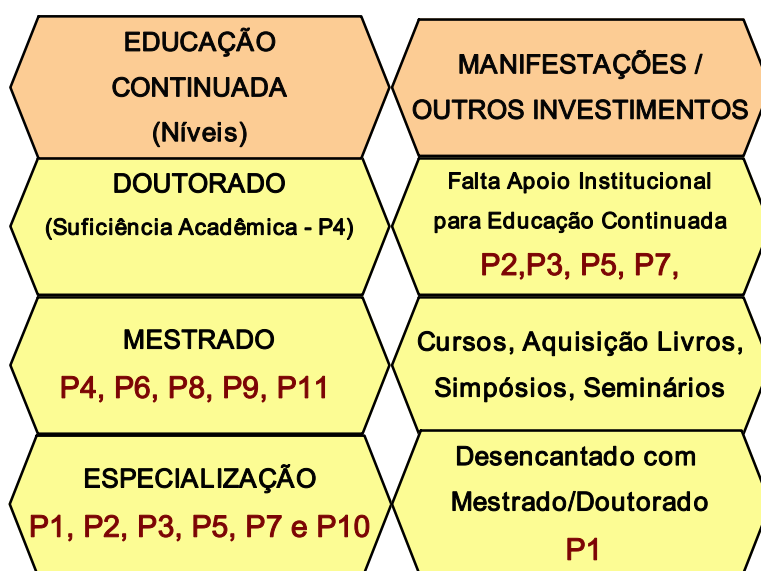 EDUCAÇÃO
CONTINUADA
(Níveis)
MANIFESTAÇÕES /
OUTROS INVESTIMENTOS
DOUTORADO
(Suficiência Acadêmica - P4)
Falta Apoio Institucional
para Educação Continuada
P2,P3, P5, P7,
MESTRADO
P4, P6, P8, P9, P11
Cursos, Aquisição Livros,
Simpósios, Seminários
ESPECIALIZAÇÃO
P1, P2, P3, P5, P7 e P10
Desencantado com
Mestrado/Doutorado
P1